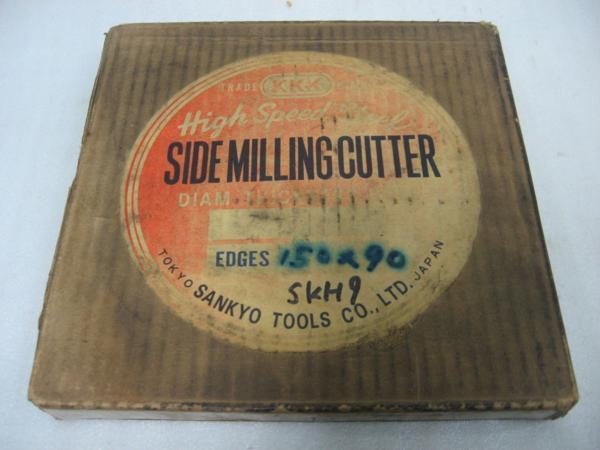 TRADE KKK
High Speed Steel
SIDE MILLING CUTTER
DIAM.
EDGES 150x90
SKH9
TOKYO SANKYO TOOLS CO., LTD. JAPAN